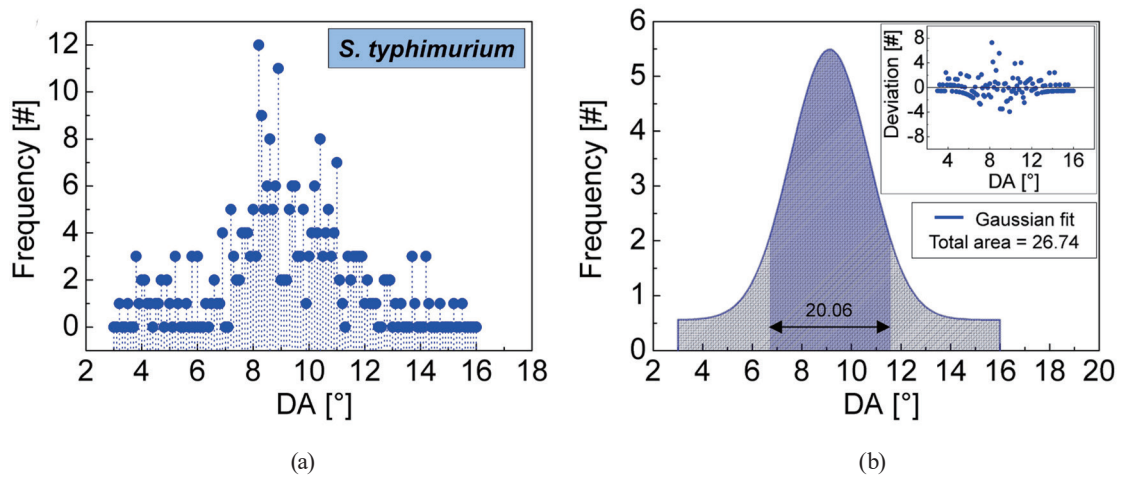 S. typhimurium
Frequency [#]
12
10
8
6
4
2
0
2 4 6 8 10 12 14 16 18
DA [°]
(a)
Frequency [#]
6
5
4
3
2
1
0
2 4 6 8 10 12 14 16 18 20
DA [°]
20.06
Deviation [#]
8
4
0
-4
-8
4 8 12 16
DA [°]
Gaussian fit
Total area = 26.74
(b)